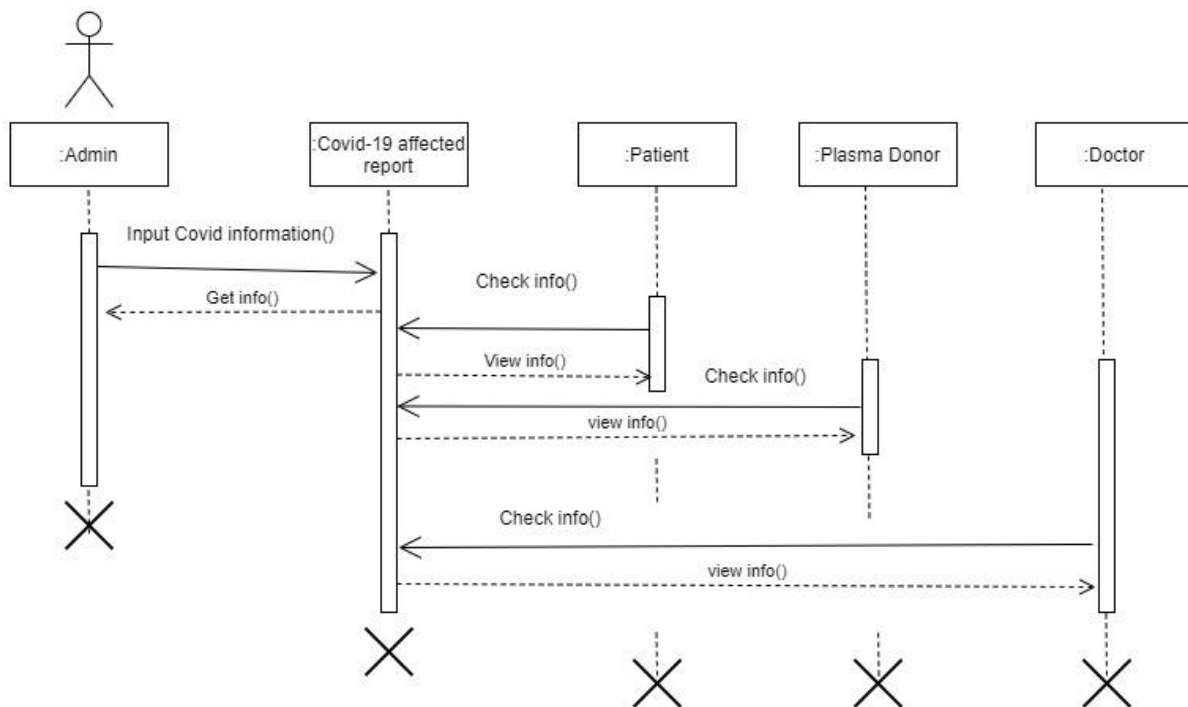 :Admin
:Covid-19 affected
report
:Patient
:Plasma Donor
:Doctor
Input Covid information()
Check info()
Get info()
View info()
Check info()
view info()
Check info()
view info()